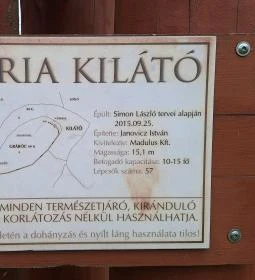 RIA KILÁTÓ
KILÁTÓ
GRÁBÓC
Épült: Simon László tervei alapján
2015.09.25.
Építette: Janovicz István
Kivitelezte: Madulus Kft.
Magassága: 15,1 m
Befogadó kapacitása: 10-15 fő
Lépcsők száma: 57
MINDEN TERMÉSZETJÁRÓ, KIRÁNDULÓ
KORLÁTOZÁS NÉLKÜL HASZNÁLHATJA.
letén a dohányzás és nyílt láng használata tilos!